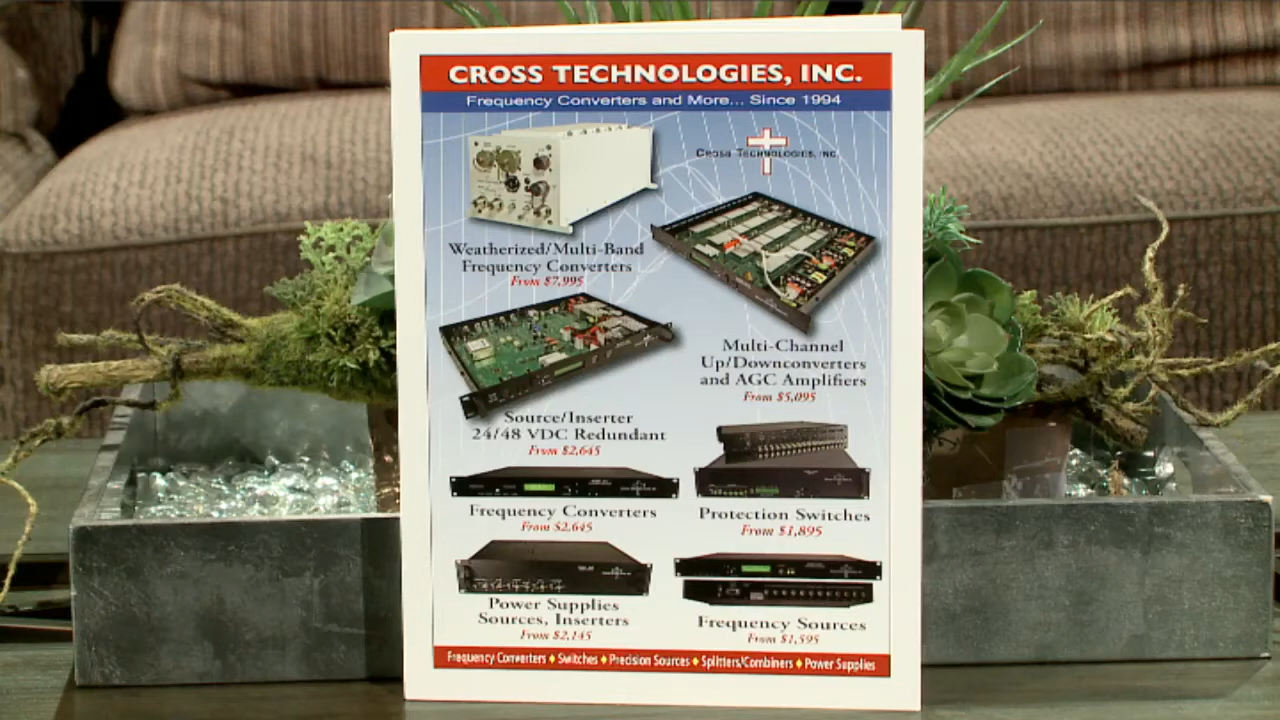 CROSS TECHNOLOGIES, INC.
Frequency Converters and More... Since 1994
CROSS TECHNOLOGIES, INC.
Weatherized/Multi-Band
Frequency Converters
From $7,995
Multi-Channel
Up/Downconverters
and AGC Amplifiers
From $5,095
Source/Inserter
24/48 VDC Redundant
From $2,645
Frequency Converters
From $2,645
Protection Switches
From $1,895
Power Supplies
Sources, Inserters
From $2,145
Frequency Sources
From $1,595
Frequency Converters ♦ Switches ♦ Precision Sources ♦ Splitters/Combiners ♦ Power Supplies